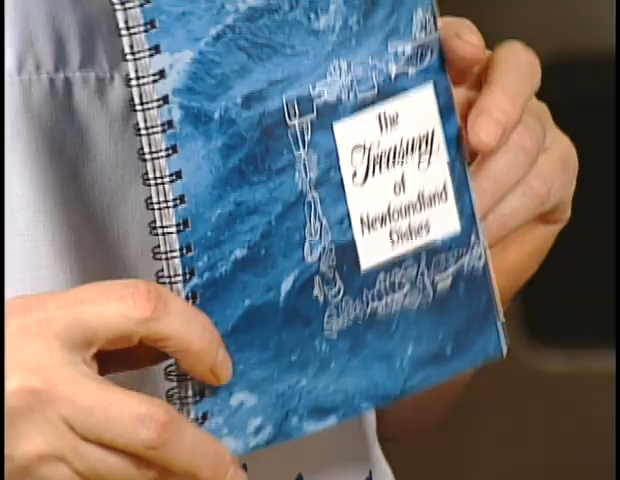 The
Treasury
of
Newfoundland
Dishes